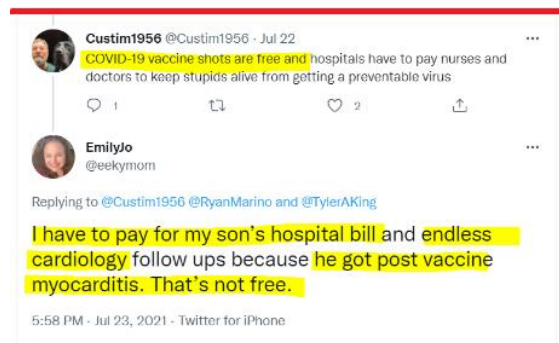 Custim1956 @Custim1956 · Jul 22
COVID-19 vaccine shots are free and hospitals have to pay nurses and
doctors to keep stupids alive from getting a preventable virus
1 2
EmilyJo
@eekymom
Replying to @Custim1956 @RyanMarino and @TylerAKing
I have to pay for my son's hospital bill and endless
cardiology follow ups because he got post vaccine
myocarditis. That's not free.
5:58 PM · Jul 23, 2021 · Twitter for iPhone